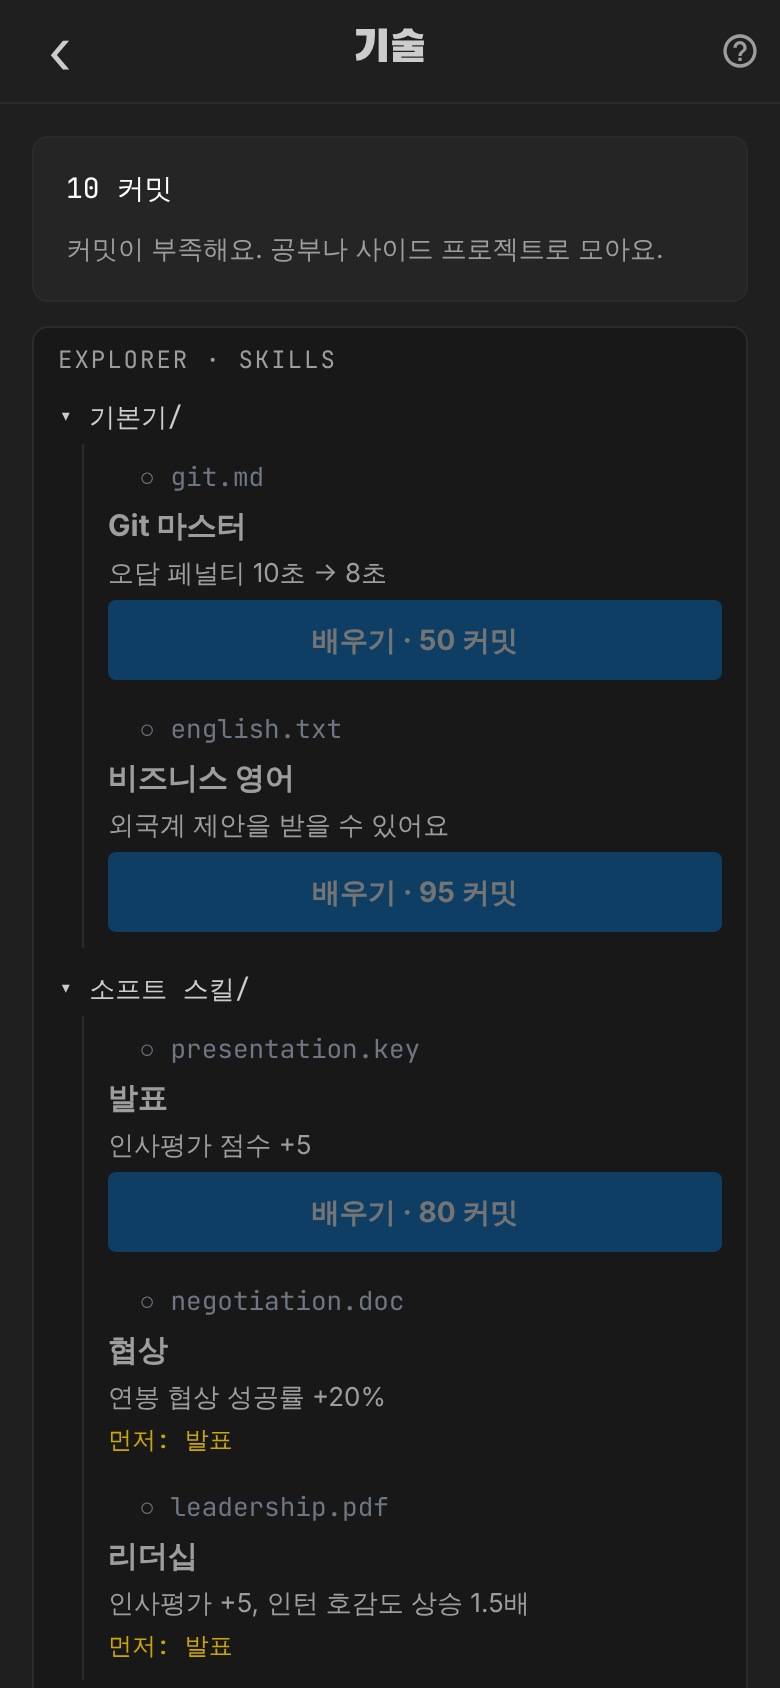 기술
10 커밋
커밋이 부족해요. 공부나 사이드 프로젝트로 모아요.
EXPLORER · SKILLS
▾ 기본기/
○ git.md
Git 마스터
오답 페널티 10초 → 8초
배우기 · 50 커밋
○ english.txt
비즈니스 영어
외국계 제안을 받을 수 있어요
배우기 · 95 커밋
▾ 소프트 스킬/
○ presentation.key
발표
인사평가 점수 +5
배우기 · 80 커밋
○ negotiation.doc
협상
연봉 협상 성공률 +20%
먼저: 발표
○ leadership.pdf
리더십
인사평가 +5, 인턴 호감도 상승 1.5배
먼저: 발표